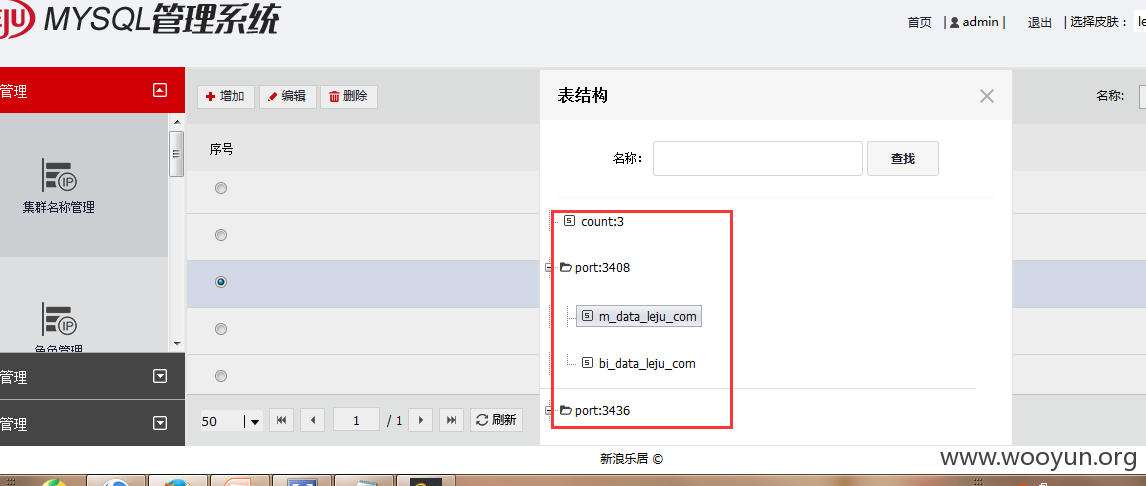 EJU MYSQL管理系统
首页 | admin | 退出 | 选择皮肤： le
管理
增加 编辑 删除
表结构
名称:
序号
名称:
查找
集群名称管理
count:3
port:3408
m_data_leju_com
bi_data_leju_com
port:3436
角色管理
管理
管理
50
1 / 1
刷新
新浪乐居 ©
www.wooyun.org